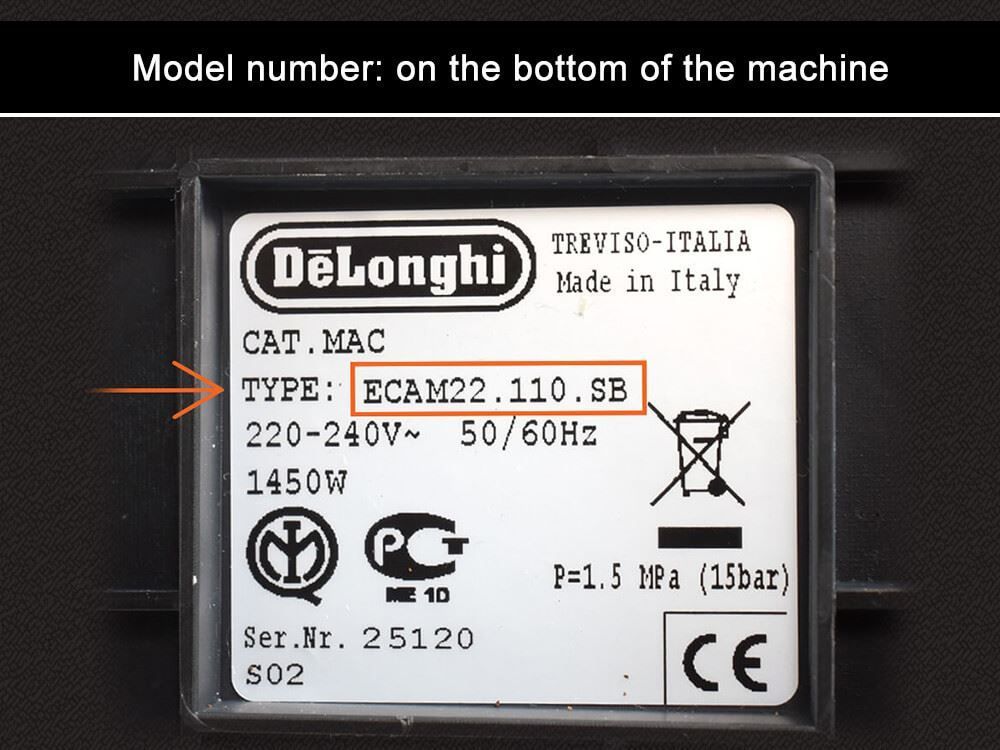 Model number: on the bottom of the machine
DēLonghi
TREVISO-ITALIA
Made in Italy
CAT.MAC
TYPE: ECAM22.110.SB
220-240V~ 50/60Hz
1450W
PCT
ME 10
P=1.5 MPa (15bar)
Ser.Nr. 25120
S02
CE